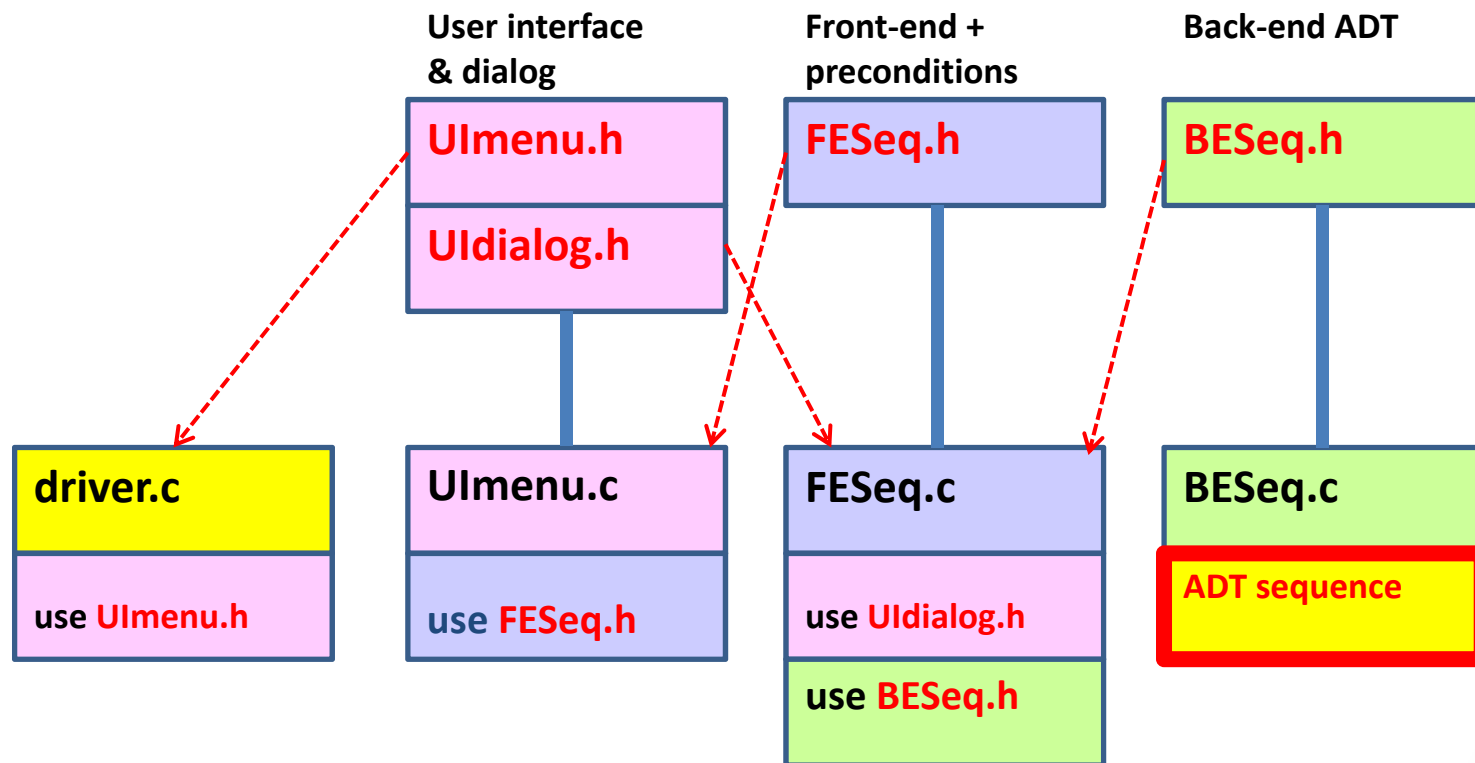 User interface
& dialog
Front-end +
preconditions
Back-end ADT
UImenu.h
UIdialog.h
FESeq.h
BESeq.h
driver.c
use UImenu.h
UImenu.c
use FESeq.h
FESeq.c
use UIdialog.h
use BESeq.h
BESeq.c
ADT sequence